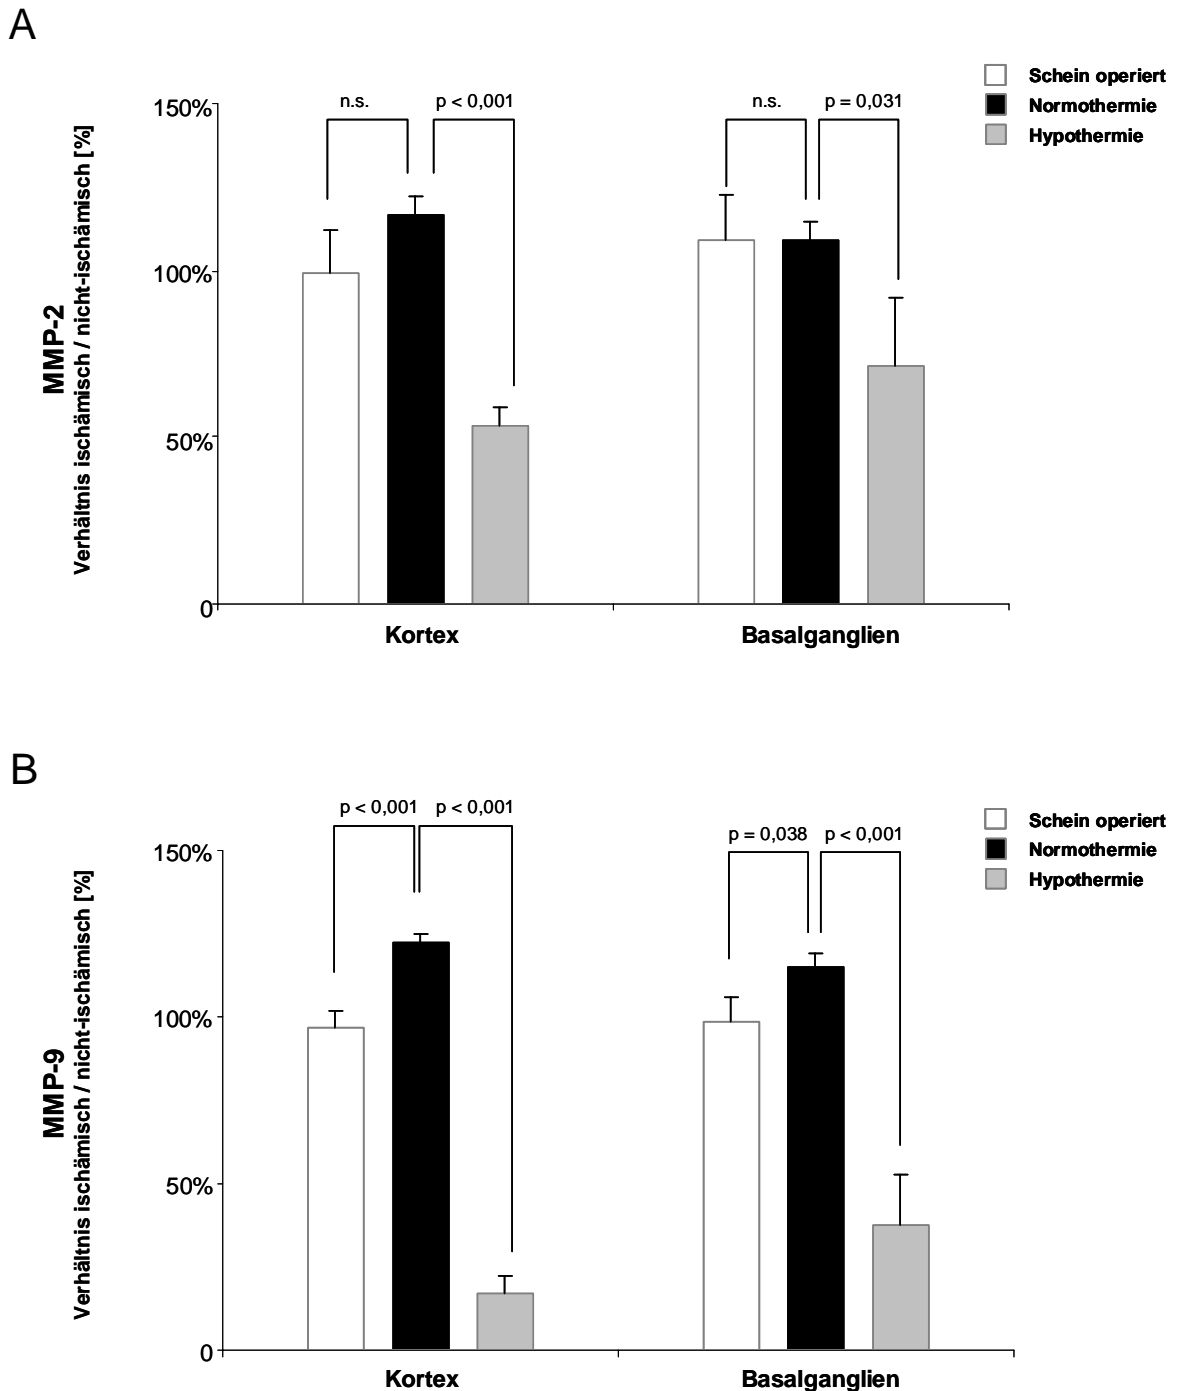 A
Schein operiert
Normothermie
Hypothermie
n.s.
p < 0,001
n.s.
p = 0,031
150%
100%
50%
0
MMP-2
Verhältnis ischämisch / nicht-ischämisch [%]
Kortex
Basalganglien
B
Schein operiert
Normothermie
Hypothermie
p < 0,001
p < 0,001
p = 0,038
p < 0,001
150%
100%
50%
0
MMP-9
Verhältnis ischämisch / nicht-ischämisch [%]
Kortex
Basalganglien